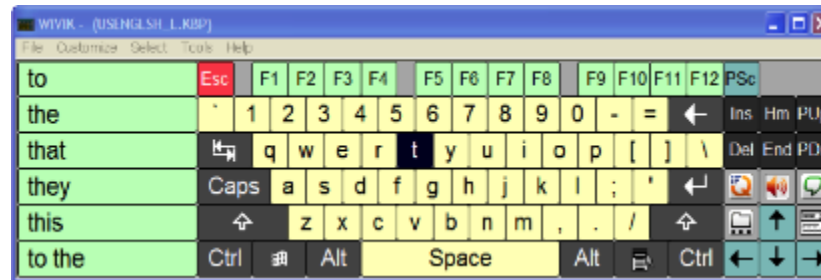 WIVIK - (USENGLSH_L.KBP)
File Customize Select Tools Help
to Esc F1 F2 F3 F4 F5 F6 F7 F8 F9 F10 F11 F12 PSc
the ` 1 2 3 4 5 6 7 8 9 0 - = Ins Hm PU
that q w e r t y u i o p [ ] \ Del End PD
they Caps a s d f g h j k l ; '
this z x c v b n m , . /
to the Ctrl Alt Space Alt Ctrl